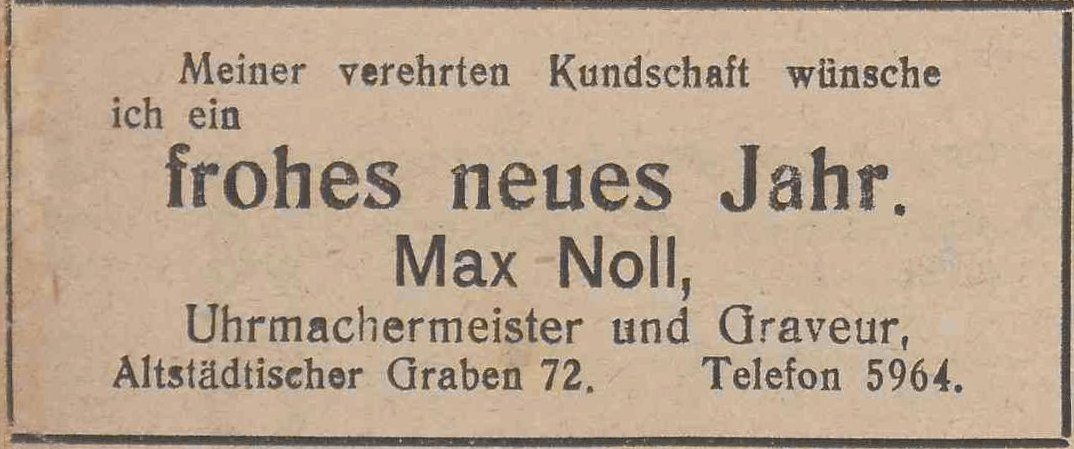 Meiner verehrten Kundschaft wünsche
ich ein
frohes neues Jahr.
Max Noll,
Uhrmachermeister und Graveur,
Altstädtischer Graben 72. Telefon 5964.